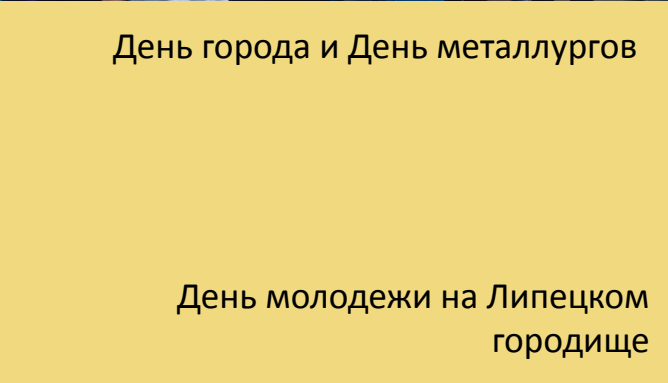 День города и День металлургов
День молодежи на Липецком
городище